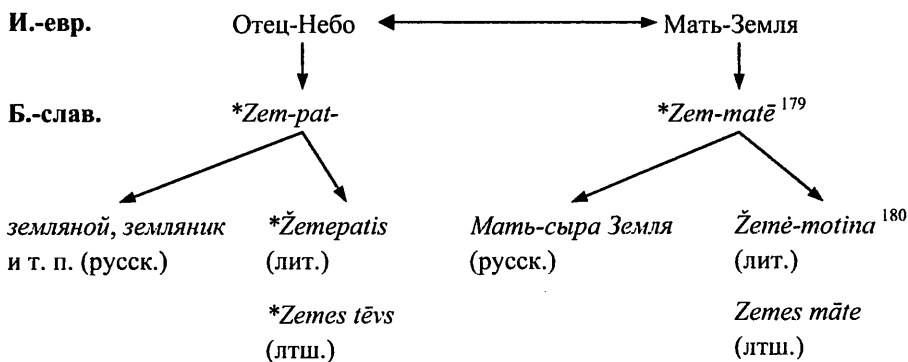 И.-евр. Отец-Небо Мать-Земля
Б.-слав. *Zem-pat- *Zem-matē 179
земляной, земляник *Žemepatis Мать-сыра Земля Žemė-motina 180
и т. п. (русск.) (лит.) (русск.) (лит.)
*Zemes tēvs Zemes māte
(лтш.) (лтш.)